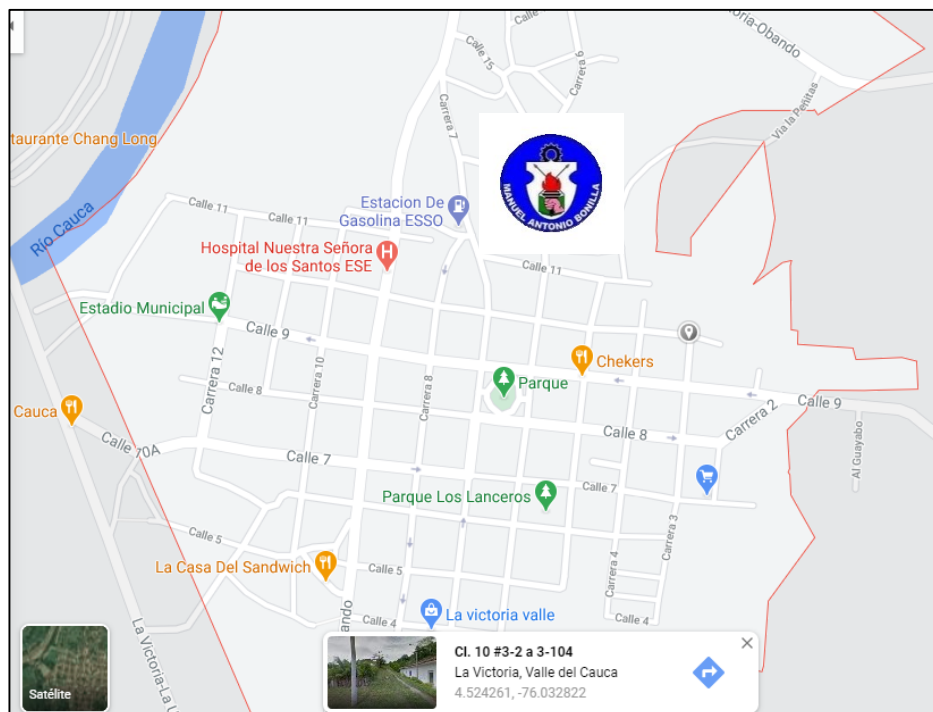 Calle 15
Carrera 6
oria-Obando
Carrera 7
Via la Peñitas
taurante Chang Long
MANUEL ANTONIO BONILLA
Río Cauca
Calle 11
Calle 11
Estacion De
Gasolina ESSO
Hospital Nuestra Señora
de los Santos ESE
Calle 11
Estadio Municipal
Calle 9
Chekers
Carrera 12
Carrera 10
Carrera 8
Parque
Calle 8
Cauca
Calle 9
Carrera 2
Calle 8
Calle 70A
Calle 7
Al Guayabo
Calle 7
Parque Los Lanceros
Carrera 3
Calle 5
La Casa Del Sandwich
Calle 5
Carrera 4
ando
Calle 4
La victoria valle
Calle 4
La Victoria-La U
Satélite
Cl. 10 #3-2 a 3-104
La Victoria, Valle del Cauca
4.524261, -76.032822